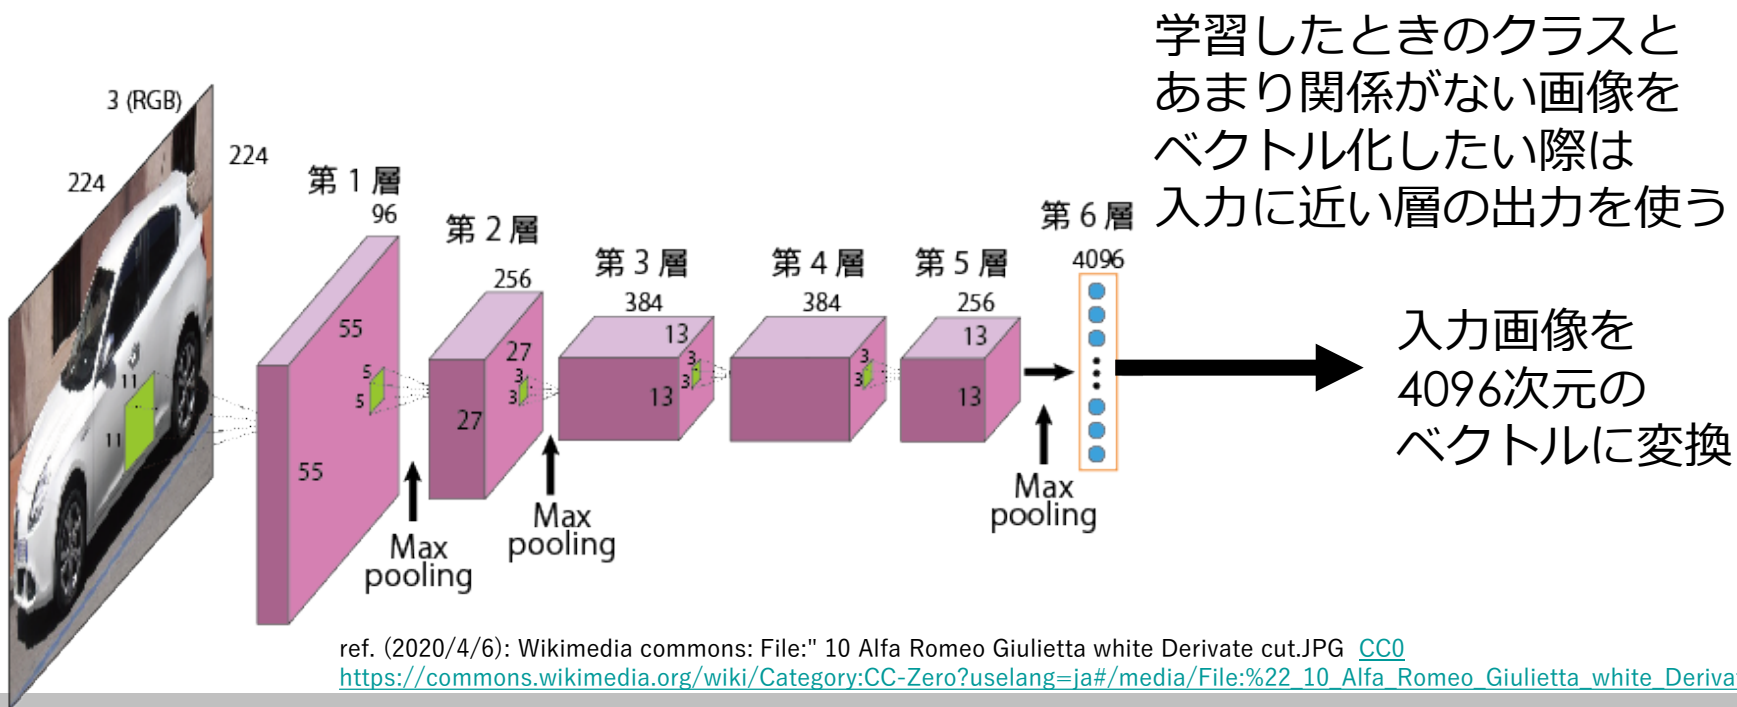 学習したときのクラスと
あまり関係がない画像を
ベクトル化したい際は
入力に近い層の出力を使う
3 (RGB)
224
224
第 1 層
96
第 2 層
256
第 3 層
384
第 4 層
384
第 5 層
256
第 6 層
4096
55
55
11
11
5
5
27
27
3
3
13
13
3
3
3
3
13
13
入力画像を
4096次元の
ベクトルに変換
Max
pooling
Max
pooling
Max
pooling
ref. (2020/4/6): Wikimedia commons: File:" 10 Alfa Romeo Giulietta white Derivate cut.JPG CC0
https://commons.wikimedia.org/wiki/Category:CC-Zero?uselang=ja#/media/File:%22_10_Alfa_Romeo_Giulietta_white_Deriva